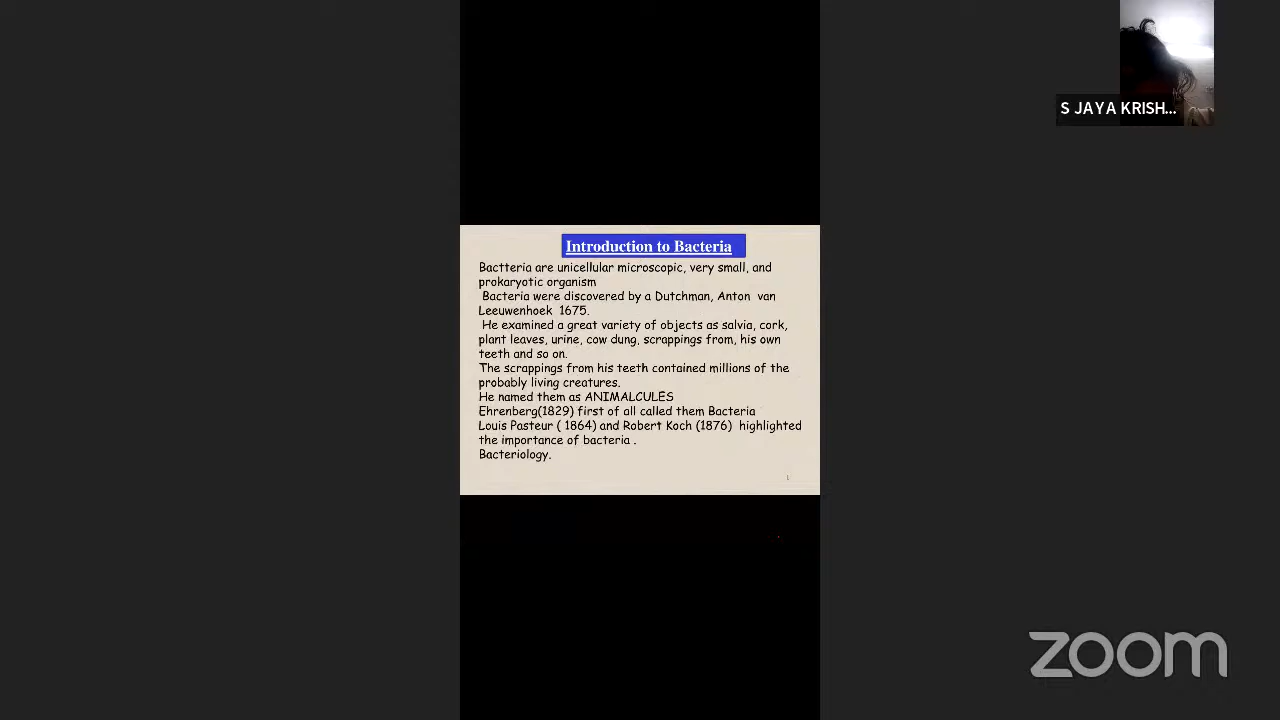 S JAYA KRISH...
Introduction to Bacteria
Bactteria are unicellular microscopic, very small, and
prokaryotic organism
Bacteria were discovered by a Dutchman, Anton van
Leeuwenhoek 1675.
He examined a great variety of objects as salvia, cork,
plant leaves, urine, cow dung, scrappings from, his own
teeth and so on.
The scrappings from his teeth contained millions of the
probably living creatures.
He named them as ANIMALCULES
Ehrenberg(1829) first of all called them Bacteria
Louis Pasteur ( 1864) and Robert Koch (1876) highlighted
the importance of bacteria .
Bacteriology.
1
zoom